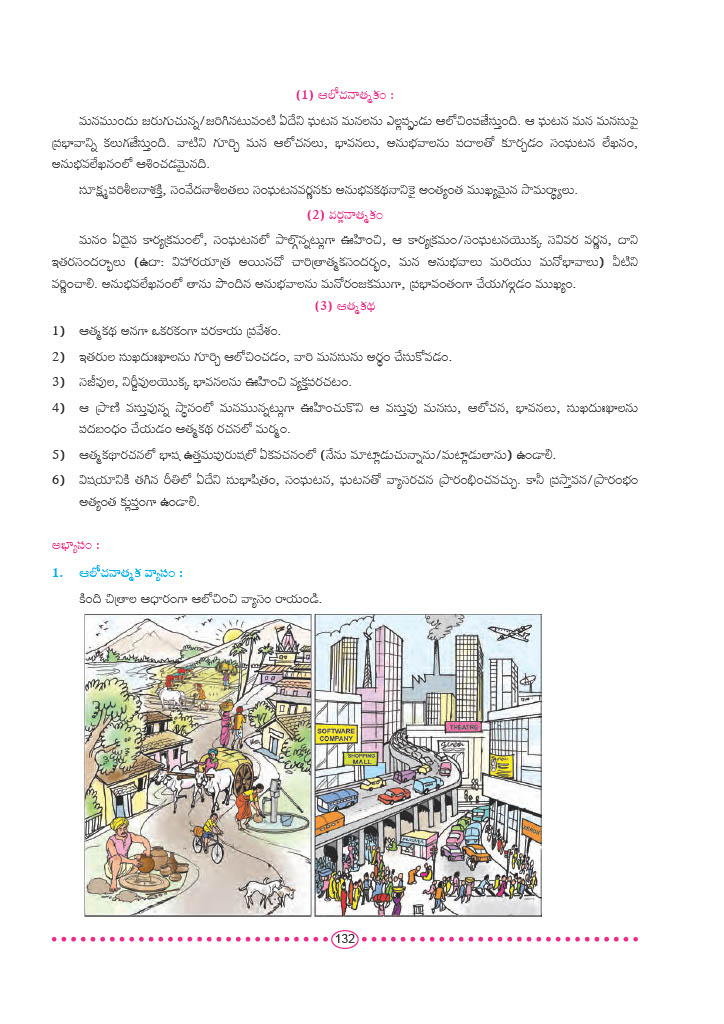 (1) ఆలోచనాత్మకం :
మనముందు జరుగుచున్న/జరిగినటువంటి ఏదేని ఘటన మనలను ఎల్లప్పుడు ఆలోచింపజేస్తుంది. ఆ ఘటన మన మనసుపై
ప్రభావాన్ని కలుగజేస్తుంది. వాటిని గూర్చి మన ఆలోచనలు, భావనలు, అనుభవాలను పదాలతో కూర్చడం సంఘటన లేఖనం,
అనుభవలేఖనంలో ఆశించడమైనది.
సూక్ష్మపరిశీలనాశక్తి, సంవేదనాశీలతలు సంఘటనవర్ణనకు అనుభవకథనానికై అంత్యంత ముఖ్యమైన సామర్థ్యాలు.
(2) వర్ణనాత్మకం
మనం ఏదైన కార్యక్రమంలో, సంఘటనలో పాల్గొన్నట్లుగా ఊహించి, ఆ కార్యక్రమం/సంఘటనయొక్క సవివర వర్ణన, దాని
ఇతరసందర్భాలు (ఉదా: విహారయాత్ర అయినచో చారిత్రాత్మకసందర్భం, మన అనుభవాలు మరియు మనోభావాలు) వీటిని
వర్ణించాలి. అనుభవలేఖనంలో తాను పొందిన అనుభవాలను మనోరంజకముగా, ప్రభావంతంగా చేయగల్గడం ముఖ్యం.
(3) ఆత్మకథ
1) ఆత్మకథ అనగా ఒకరకంగా పరకాయ ప్రవేశం.
2) ఇతరుల సుఖదుఃఖాలను గూర్చి ఆలోచించడం, వారి మనసును అర్థం చేసుకోవడం.
3) సజీవుల, నిర్జీవులయొక్క భావనలను ఊహించి వ్యక్తపరచటం.
4) ఆ ప్రాణి వస్తువున్న స్థానంలో మనమున్నట్లుగా ఊహించుకొని ఆ వస్తువు మనసు, ఆలోచన, భావనలు, సుఖదుఃఖాలను
పదబంధం చేయడం ఆత్మకథ రచనలో మర్మం.
5) ఆత్మకథారచనలో భాష ఉత్తమపురుషలో ఏకవచనంలో (నేను మాట్లాడుచున్నాను/మట్లాడుతాను) ఉండాలి.
6) విషయానికి తగిన రీతిలో ఏదేని సుభాషితం, సంఘటన, ఘటనతో వ్యాసరచన ప్రారంభించవచ్చు. కానీ ప్రస్తావన/ప్రారంభం
అత్యంత క్లుప్తంగా ఉండాలి.
అభ్యాసం :
1. ఆలోచనాత్మక వ్యాసం :
కింది చిత్రాల ఆధారంగా ఆలోచించి వ్యాసం రాయండి.
SOFTWARE
COMPANY
SHOPPING
MALL
THEATRE
132